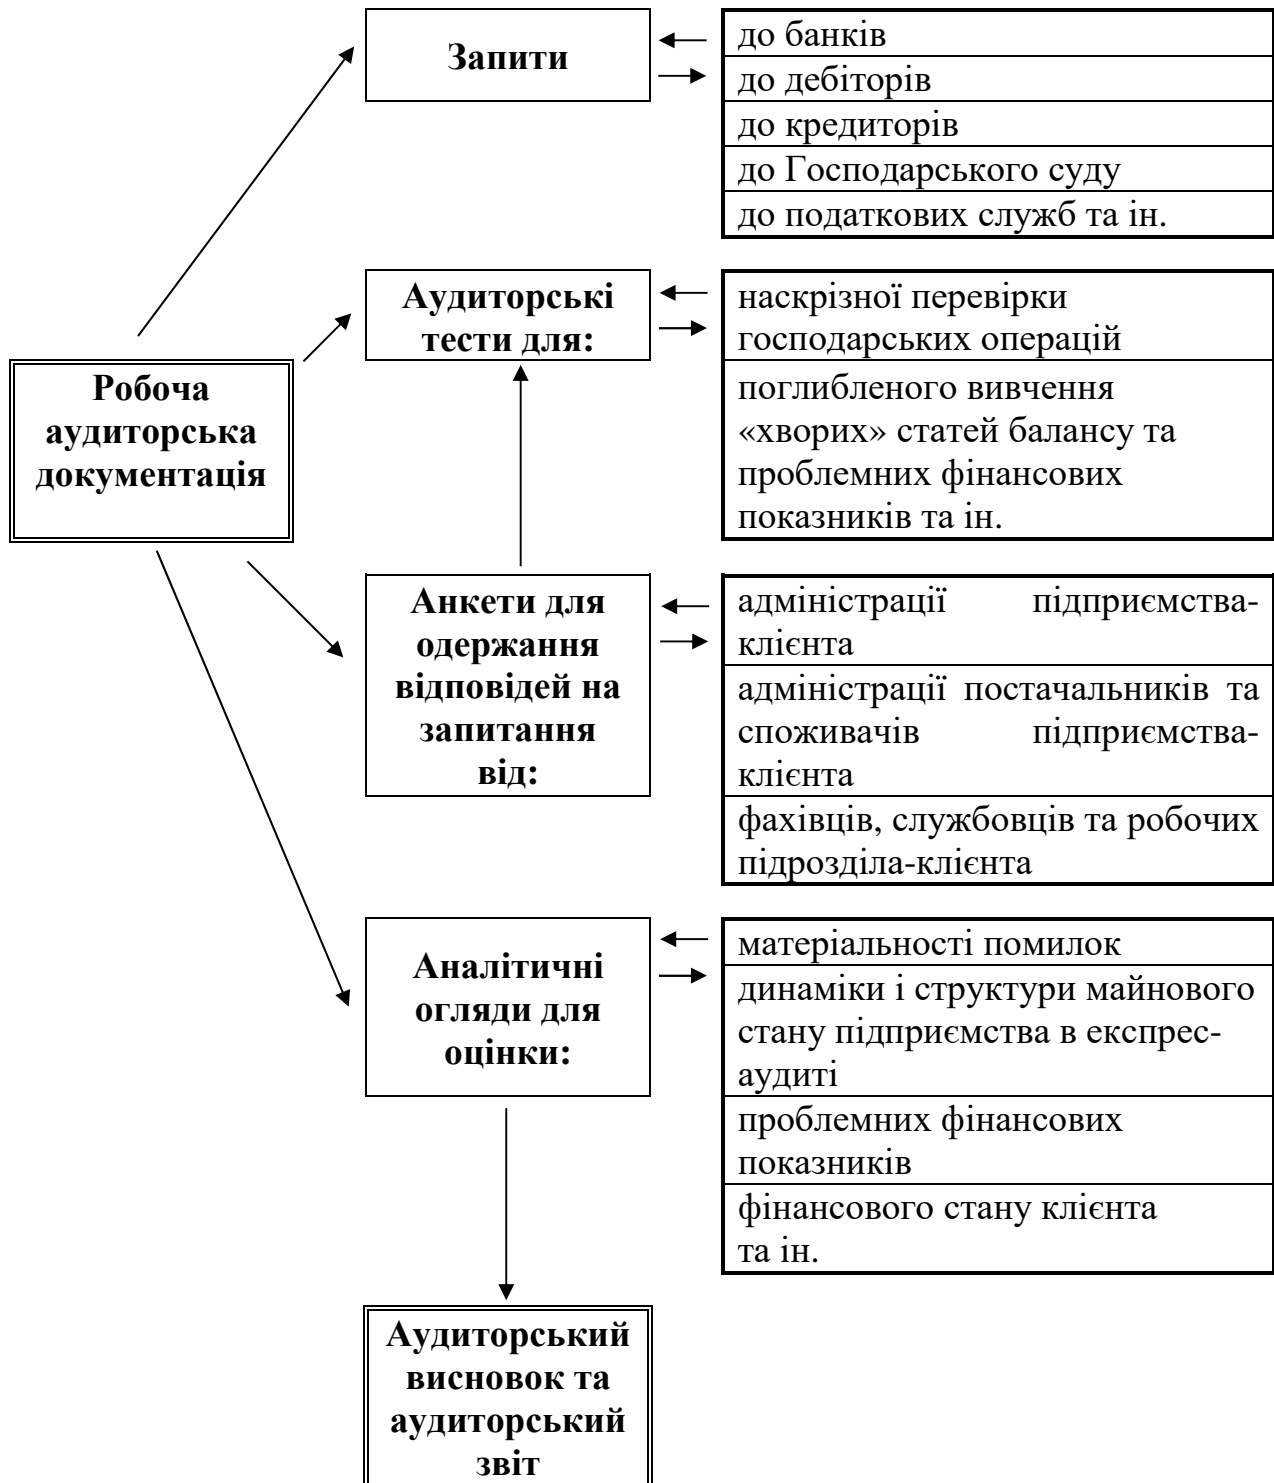 Запити
до банків
до дебіторів
до кредиторів
до Господарського суду
до податкових служб та ін.
Аудиторські
тести для:
наскрізної перевірки
господарських операцій
поглибленого вивчення
«хворих» статей балансу та
проблемних фінансових
показників та ін.
Робоча
аудиторська
документація
Анкети для
одержання
відповідей на
запитання
від:
адміністрації підприємства-
клієнта
адміністрації постачальників та
споживачів підприємства-
клієнта
фахівців, службовців та робочих
підрозділа-клієнта
Аналітичні
огляди для
оцінки:
матеріальності помилок
динаміки і структури майнового
стану підприємства в експрес-
аудиті
проблемних фінансових
показників
фінансового стану клієнта
та ін.
Аудиторський
висновок та
аудиторський
звіт